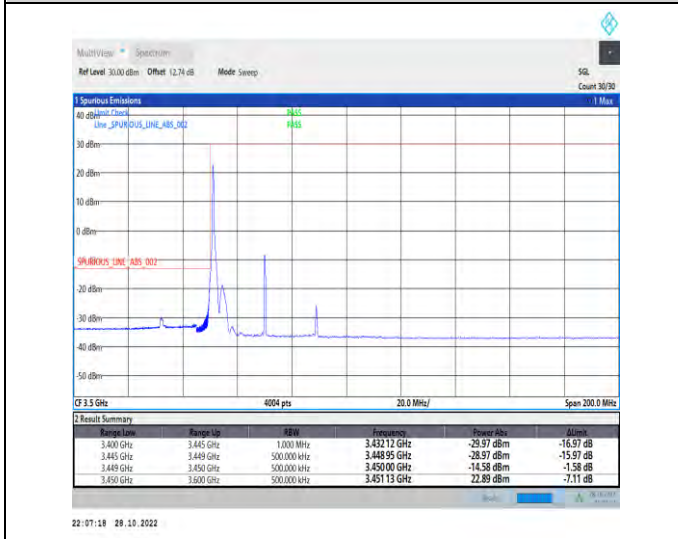 MultiView Spectrum
Ref Level 30.00 dBm Offset 12.74 dB Mode Sweep SGL
Count 30/30
1 Spurious Emissions 1 Max
40 dBm Limit Check PASS
Line _SPURIOUS_LINE_ABS_002 PASS
30 dBm
20 dBm
10 dBm
0 dBm
_SPURIOUS_LINE_ABS_002
-20 dBm
-30 dBm
-40 dBm
-50 dBm
CF 3.5 GHz 4004 pts 20.0 MHz/ Span 200.0 MHz
2 Result Summary
Range Low Range Up RBW Frequency Power Abs ΔLimit
3.400 GHz 3.445 GHz 1.000 MHz 3.432 12 GHz -29.97 dBm -16.97 dB
3.445 GHz 3.449 GHz 500.000 kHz 3.448 95 GHz -28.97 dBm -15.97 dB
3.449 GHz 3.450 GHz 500.000 kHz 3.450 00 GHz -14.58 dBm -1.58 dB
3.450 GHz 3.600 GHz 500.000 kHz 3.451 13 GHz 22.89 dBm -7.11 dB
22:07:18 28.10.2022